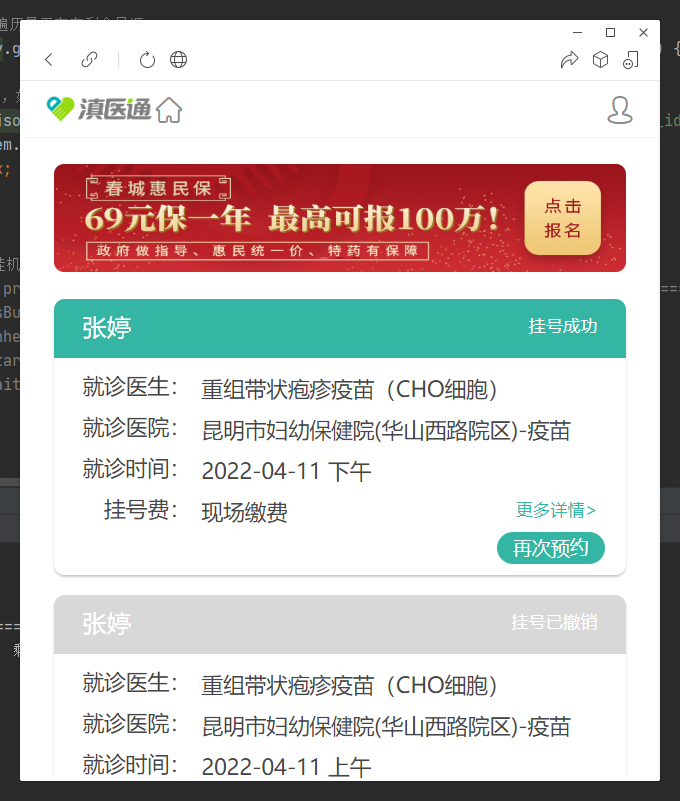 滇医通
春城惠民保
69元保一年 最高可报100万!
政府做指导、惠民统一价、特药有保障
点击
报名
张婷 挂号成功
就诊医生: 重组带状疱疹疫苗（CHO细胞）
就诊医院: 昆明市妇幼保健院(华山西路院区)-疫苗
就诊时间: 2022-04-11 下午
挂号费: 现场缴费
更多详情>
再次预约
张婷 挂号已撤销
就诊医生: 重组带状疱疹疫苗（CHO细胞）
就诊医院: 昆明市妇幼保健院(华山西路院区)-疫苗
就诊时间: 2022-04-11 上午